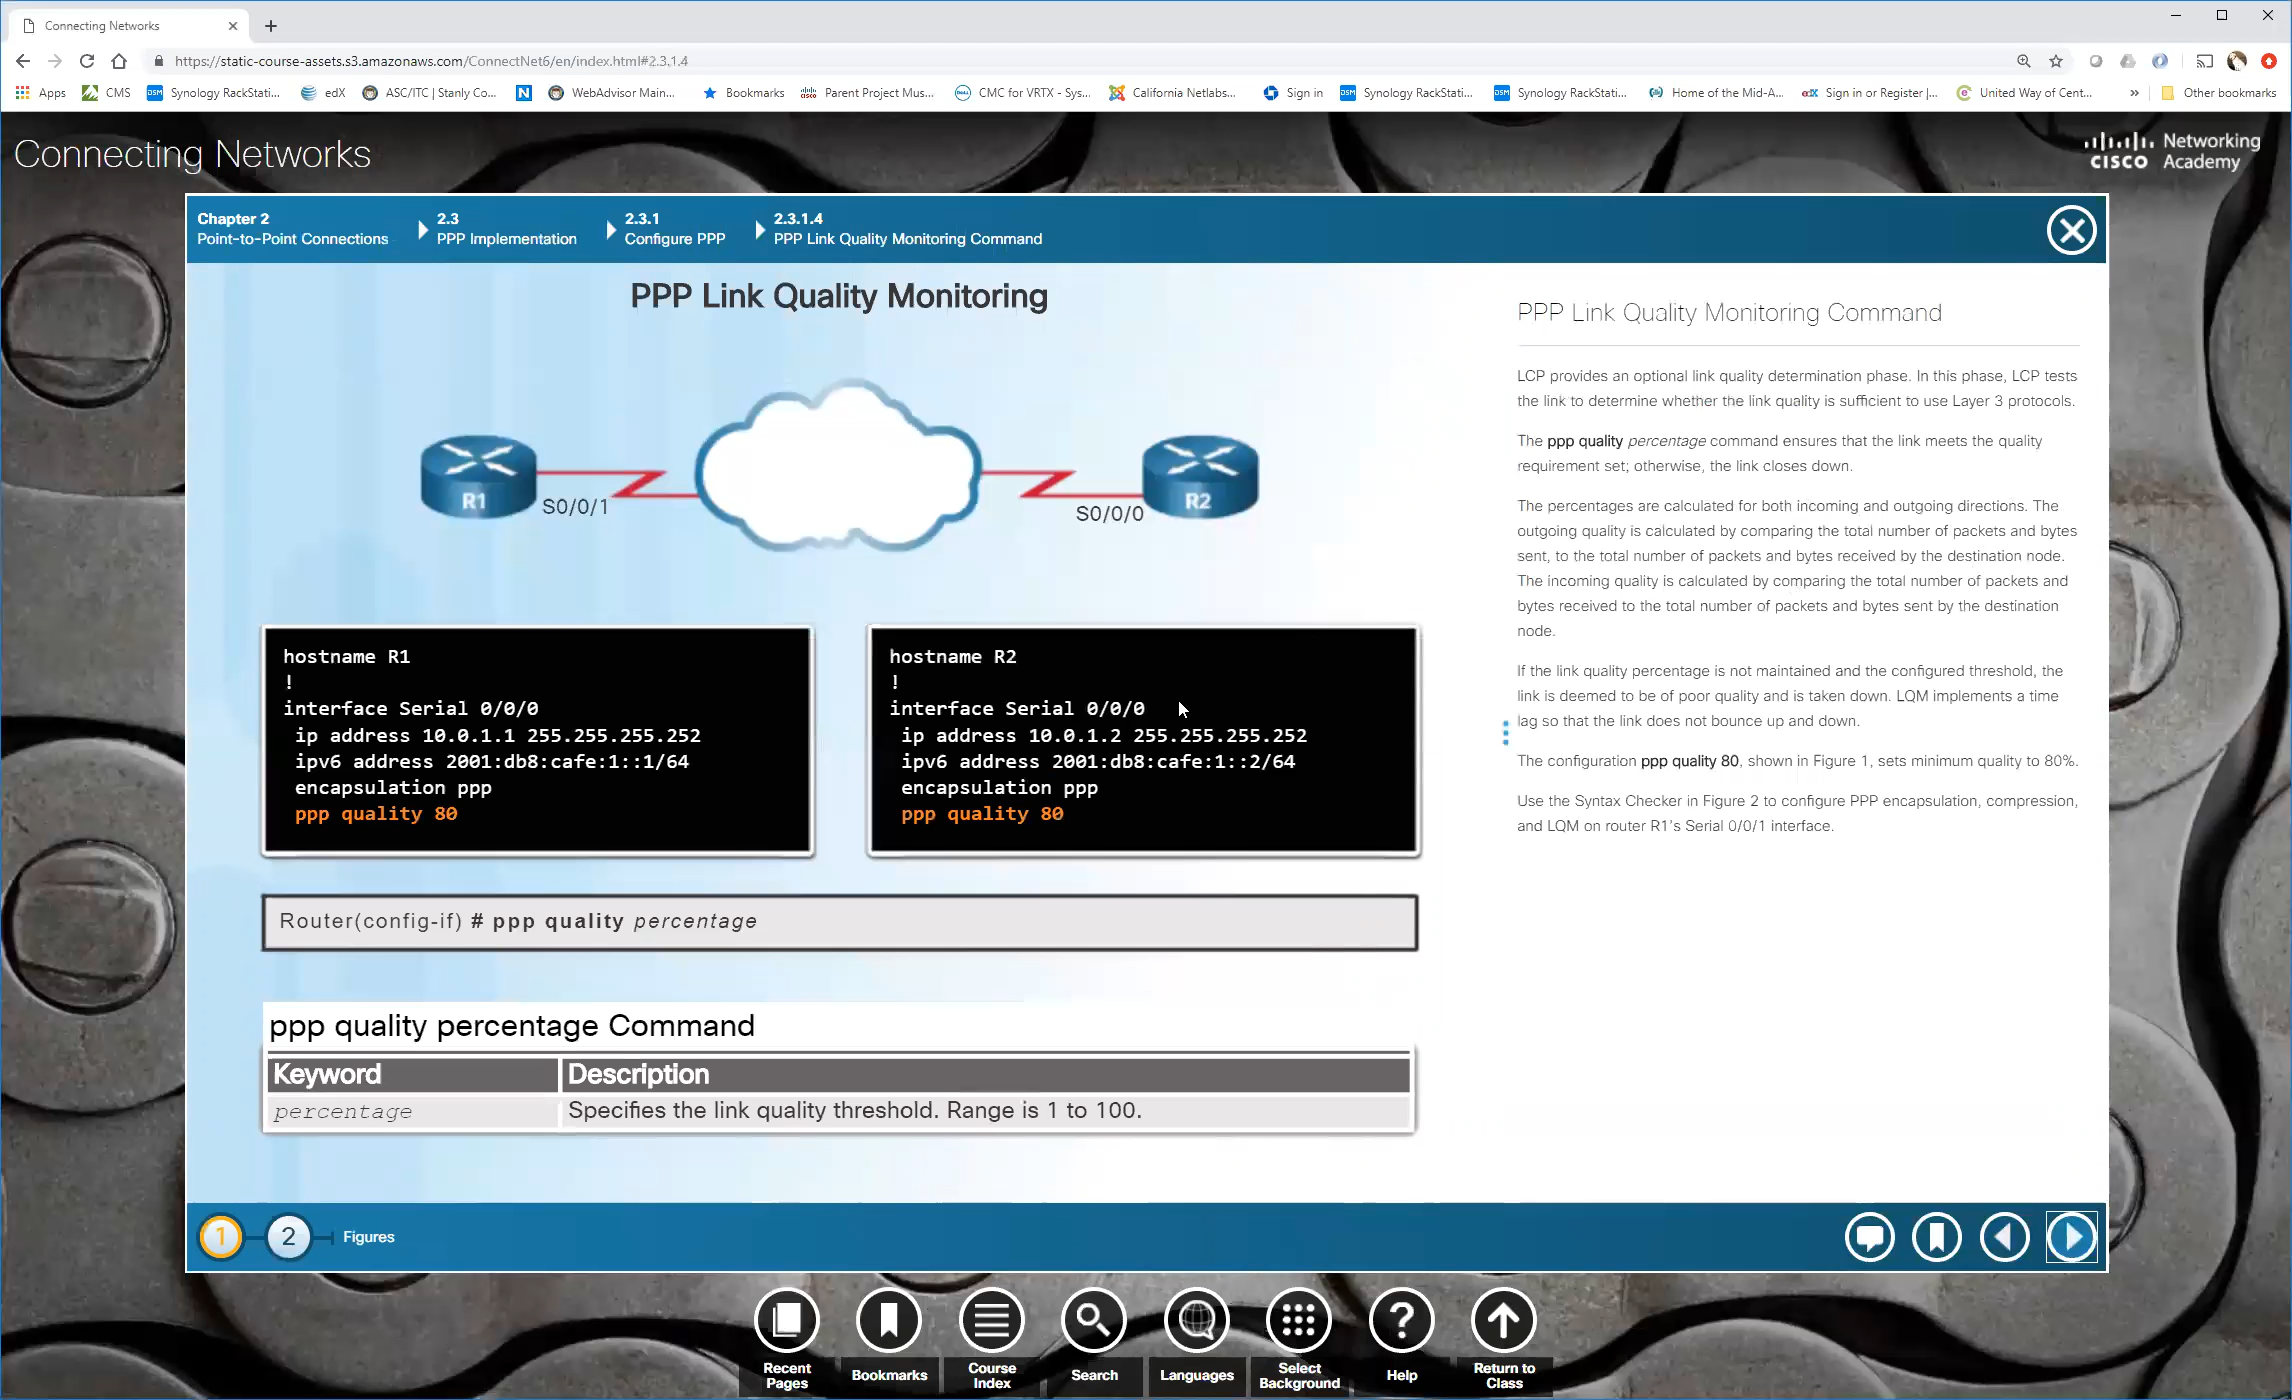 Connecting Networks
https://static-course-assets.s3.amazonaws.com/ConnectNet6/en/index.html#2.3.1.4
Apps CMS Synology RackStati... edX ASC/ITC | Stanly Co... WebAdvisor Main... Bookmarks Parent Project Mus... CMC for VRTX - Sys... California Netlabs... Sign in Synology RackStati... Synology RackStati... Home of the Mid-A... Sign in or Register |... United Way of Cent... » Other bookmarks
Connecting Networks
Networking
CISCO Academy
Chapter 2 2.3 2.3.1 2.3.1.4
Point-to-Point Connections PPP Implementation Configure PPP PPP Link Quality Monitoring Command
PPP Link Quality Monitoring
R1
S0/0/1
S0/0/0
R2
hostname R1
!
interface Serial 0/0/0
ip address 10.0.1.1 255.255.255.252
ipv6 address 2001:db8:cafe:1::1/64
encapsulation ppp
ppp quality 80
hostname R2
!
interface Serial 0/0/0
ip address 10.0.1.2 255.255.255.252
ipv6 address 2001:db8:cafe:1::2/64
encapsulation ppp
ppp quality 80
Router(config-if) # ppp quality percentage
ppp quality percentage Command
Keyword Description
percentage Specifies the link quality threshold. Range is 1 to 100.
PPP Link Quality Monitoring Command
LCP provides an optional link quality determination phase. In this phase, LCP tests
the link to determine whether the link quality is sufficient to use Layer 3 protocols.
The ppp quality percentage command ensures that the link meets the quality
requirement set; otherwise, the link closes down.
The percentages are calculated for both incoming and outgoing directions. The
outgoing quality is calculated by comparing the total number of packets and bytes
sent, to the total number of packets and bytes received by the destination node.
The incoming quality is calculated by comparing the total number of packets and
bytes received to the total number of packets and bytes sent by the destination
node.
If the link quality percentage is not maintained and the configured threshold, the
link is deemed to be of poor quality and is taken down. LQM implements a time
lag so that the link does not bounce up and down.
The configuration ppp quality 80, shown in Figure 1, sets minimum quality to 80%.
Use the Syntax Checker in Figure 2 to configure PPP encapsulation, compression,
and LQM on router R1's Serial 0/0/1 interface.
1 2 Figures
Recent Pages
Bookmarks
Course Index
Search
Languages
Select Background
? Help
Return to Class